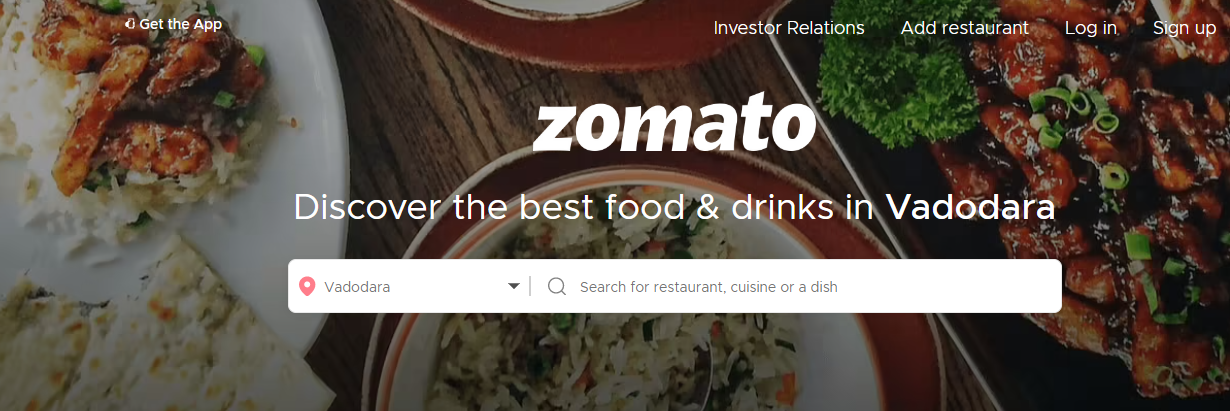 Get the App
Investor Relations
Add restaurant
Log in
Sign up
zomato
Discover the best food & drinks in Vadodara
Vadodara
Search for restaurant, cuisine or a dish